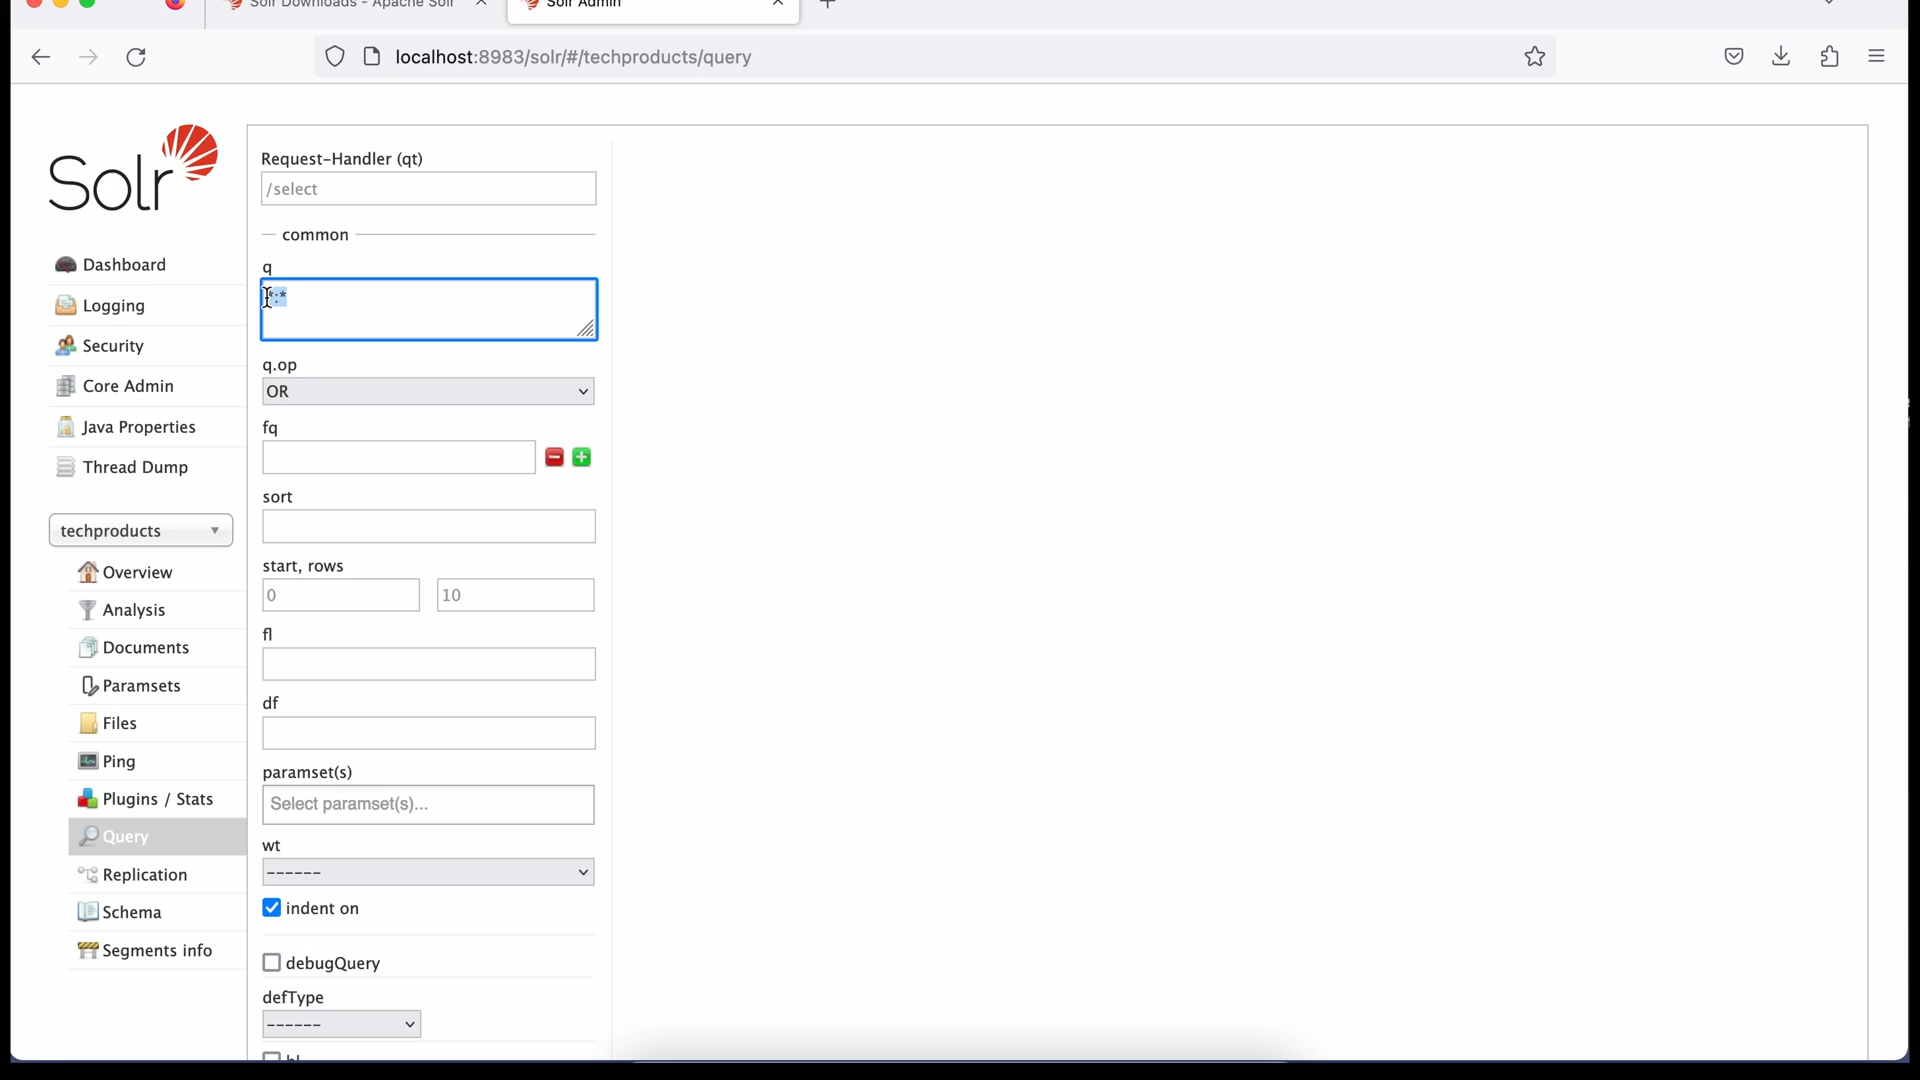 Solr Downloads - Apache Solr
Solr Admin
localhost:8983/solr/#/techproducts/query
Solr
Dashboard
Logging
Security
Core Admin
Java Properties
Thread Dump
techproducts
Overview
Analysis
Documents
Paramsets
Files
Ping
Plugins / Stats
Query
Replication
Schema
Segments info
Request-Handler (qt)
/select
common
q
*:*
q.op
OR
fq
sort
start, rows
0 10
fl
df
paramset(s)
Select paramset(s)...
wt
------
indent on
debugQuery
defType
------